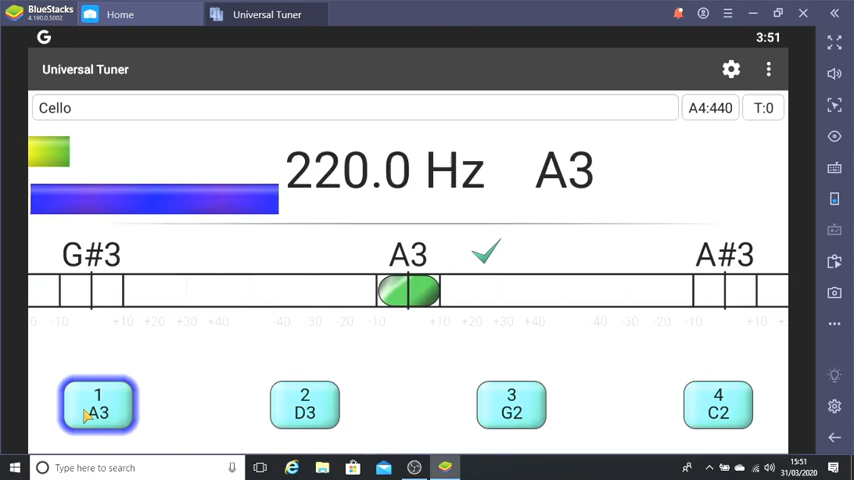 BlueStacks
4.190.0.5002
Home
Universal Tuner
G
3:51
Universal Tuner
Cello
A4:440
T:0
220.0 Hz A3
G#3
A3
A#3
0 -10 +10 +20 +30 +40 -40 -30 -20 -10 +10 +20 +30 +40 -40 -30 -20 -10 +10 +2
1
A3
2
D3
3
G2
4
C2
Type here to search
15:51
31/03/2020